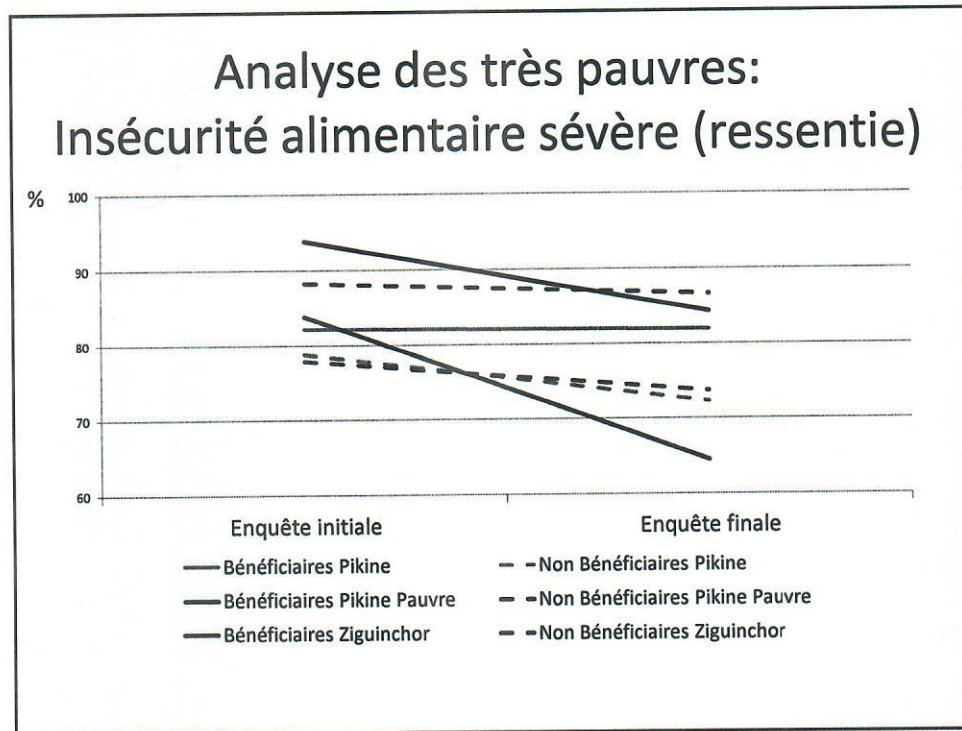 Analyse des très pauvres:
Insécurité alimentaire sévère (ressentie)
%
100
90
80
70
60
Enquête initiale
Enquête finale
Bénéficiaires Pikine
Non Bénéficiaires Pikine
Bénéficiaires Pikine Pauvre
Non Bénéficiaires Pikine Pauvre
Bénéficiaires Ziguinchor
Non Bénéficiaires Ziguinchor